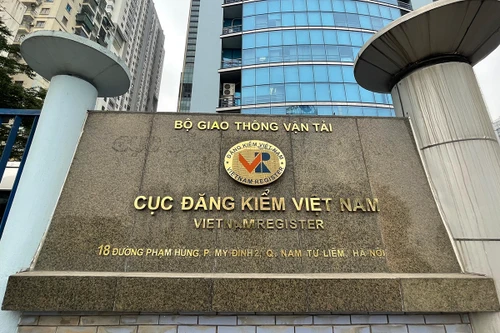 BỘ GIAO THÔNG VẬN TẢI
ĐĂNG KIỂM VIỆT NAM
VR
VIETNAM REGISTER
CỤC ĐĂNG KIỂM VIỆT NAM
VIETNAM REGISTER
18 ĐƯỜNG PHẠM HÙNG, P. MỸ ĐÌNH 2, Q. NAM TỪ LIÊM, HÀ NỘI